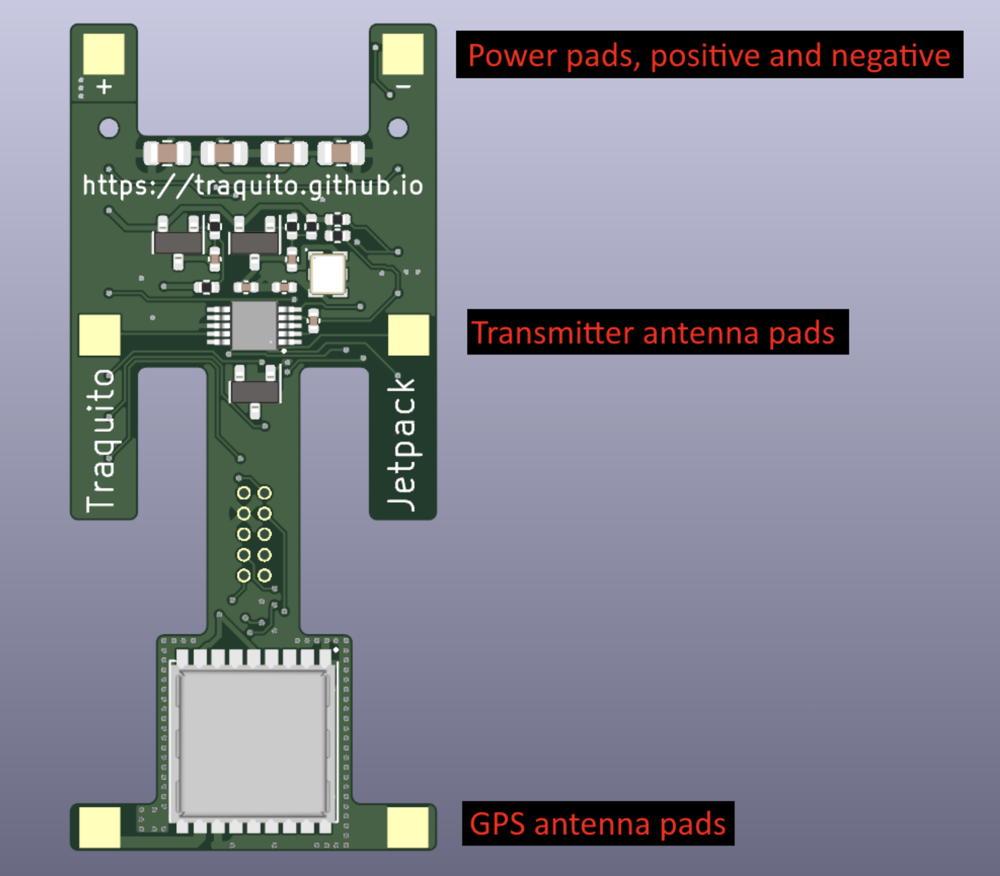 Power pads, positive and negative
+
-
https://traquito.github.io
Transmitter antenna pads
Traquito
Jetpack
GPS antenna pads